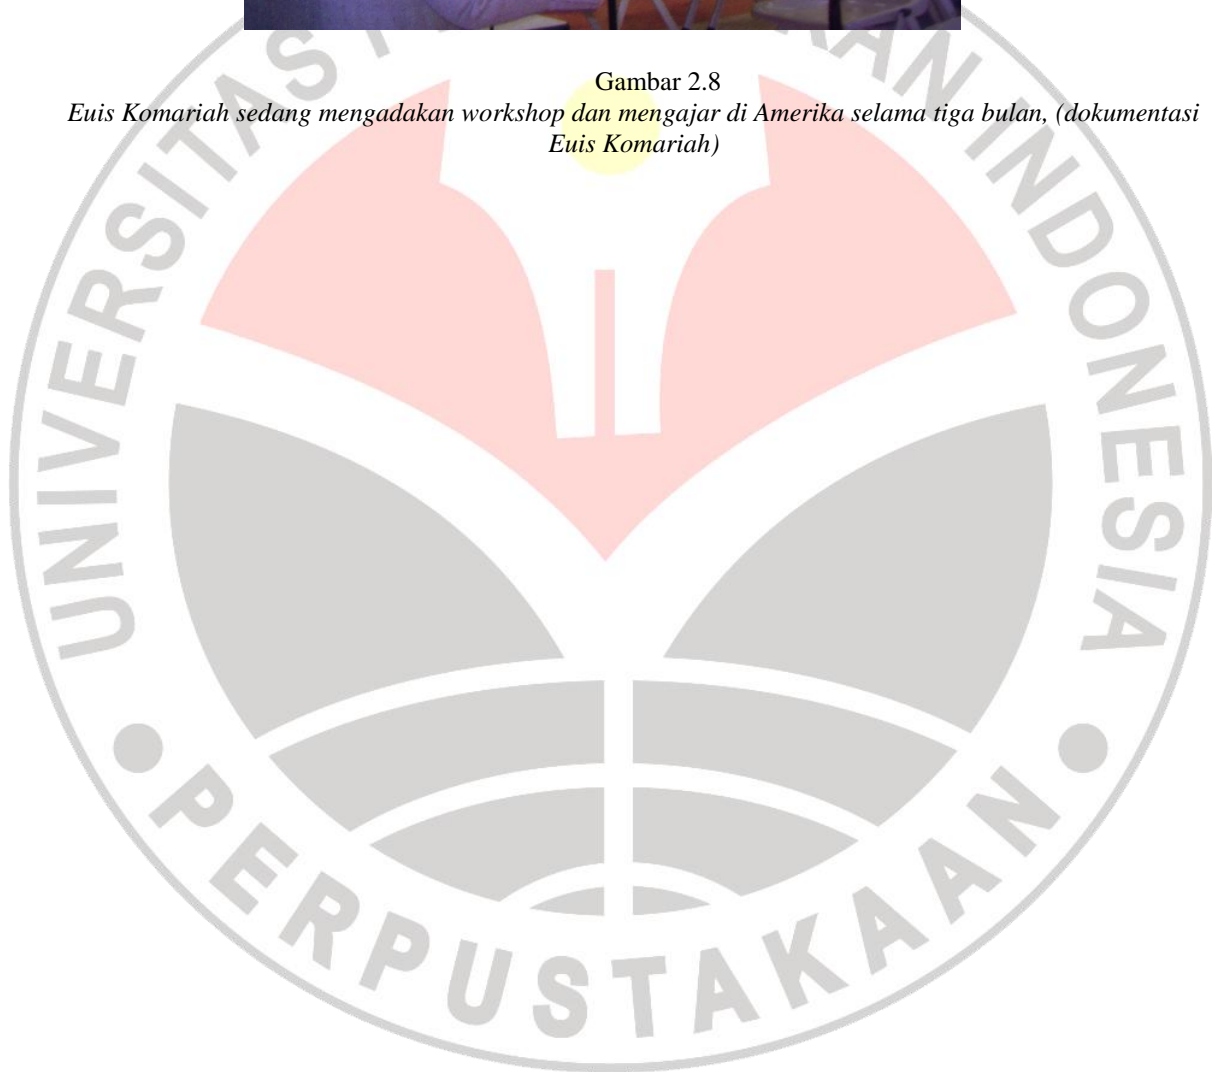 Gambar 2.8
Euis Komariah sedang mengadakan workshop dan mengajar di Amerika selama tiga bulan, (dokumentasi
Euis Komariah)
UNIVERSITAS
INDONESIA
PERPUSTAKAAN